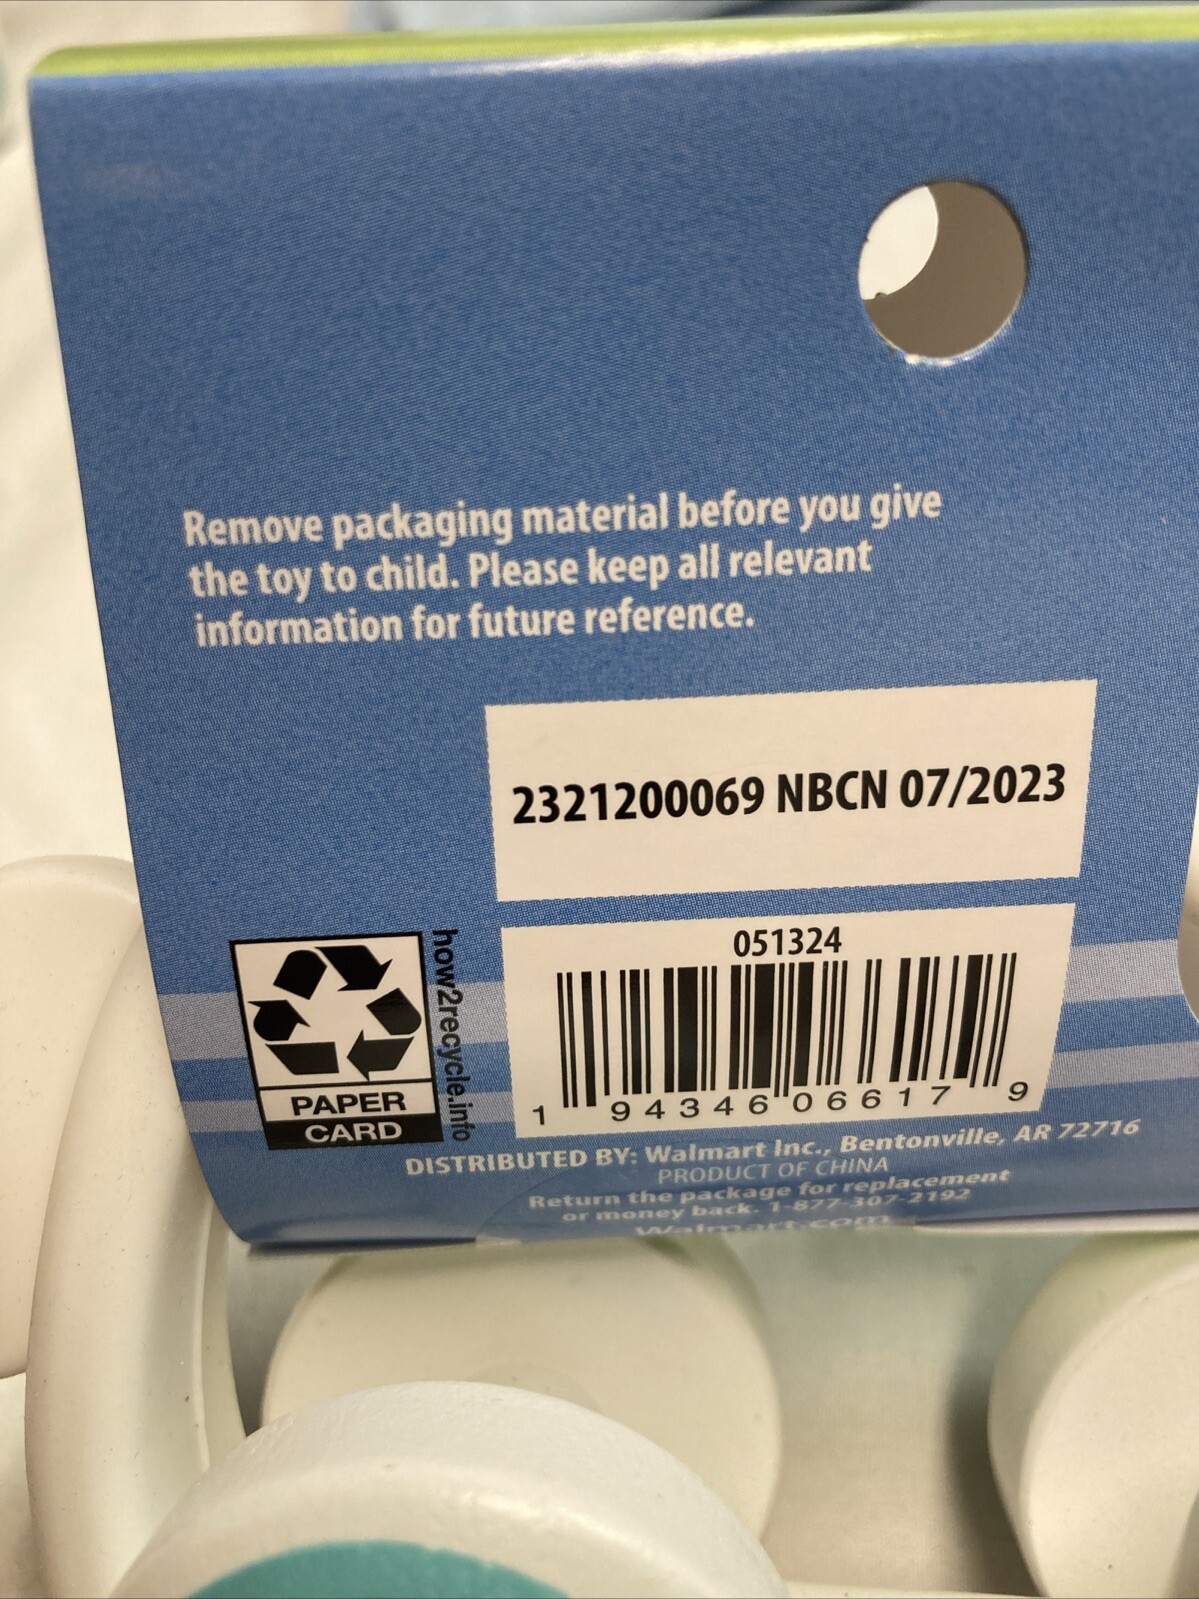 Remove packaging material before you give
the toy to child. Please keep all relevant
information for future reference.
2321200069 NBCN 07/2023
051324
1 94346 06617 9
how2recycle.info
PAPER
CARD
DISTRIBUTED BY: Walmart Inc., Bentonville, AR 72716
PRODUCT OF CHINA
Return the package for replacement
or money back. 1-877-307-2192
Walmart.com